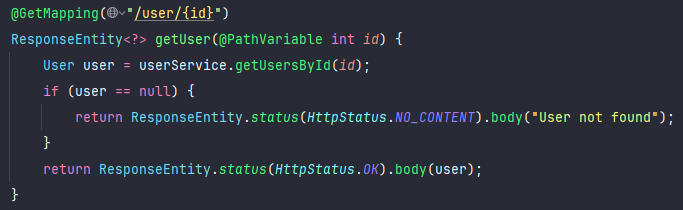 @GetMapping("/user/{id}")
ResponseEntity<?> getUser(@PathVariable int id) {
User user = userService.getUsersById(id);
if (user == null) {
return ResponseEntity.status(HttpStatus.NO_CONTENT).body("User not found");
}
return ResponseEntity.status(HttpStatus.OK).body(user);
}